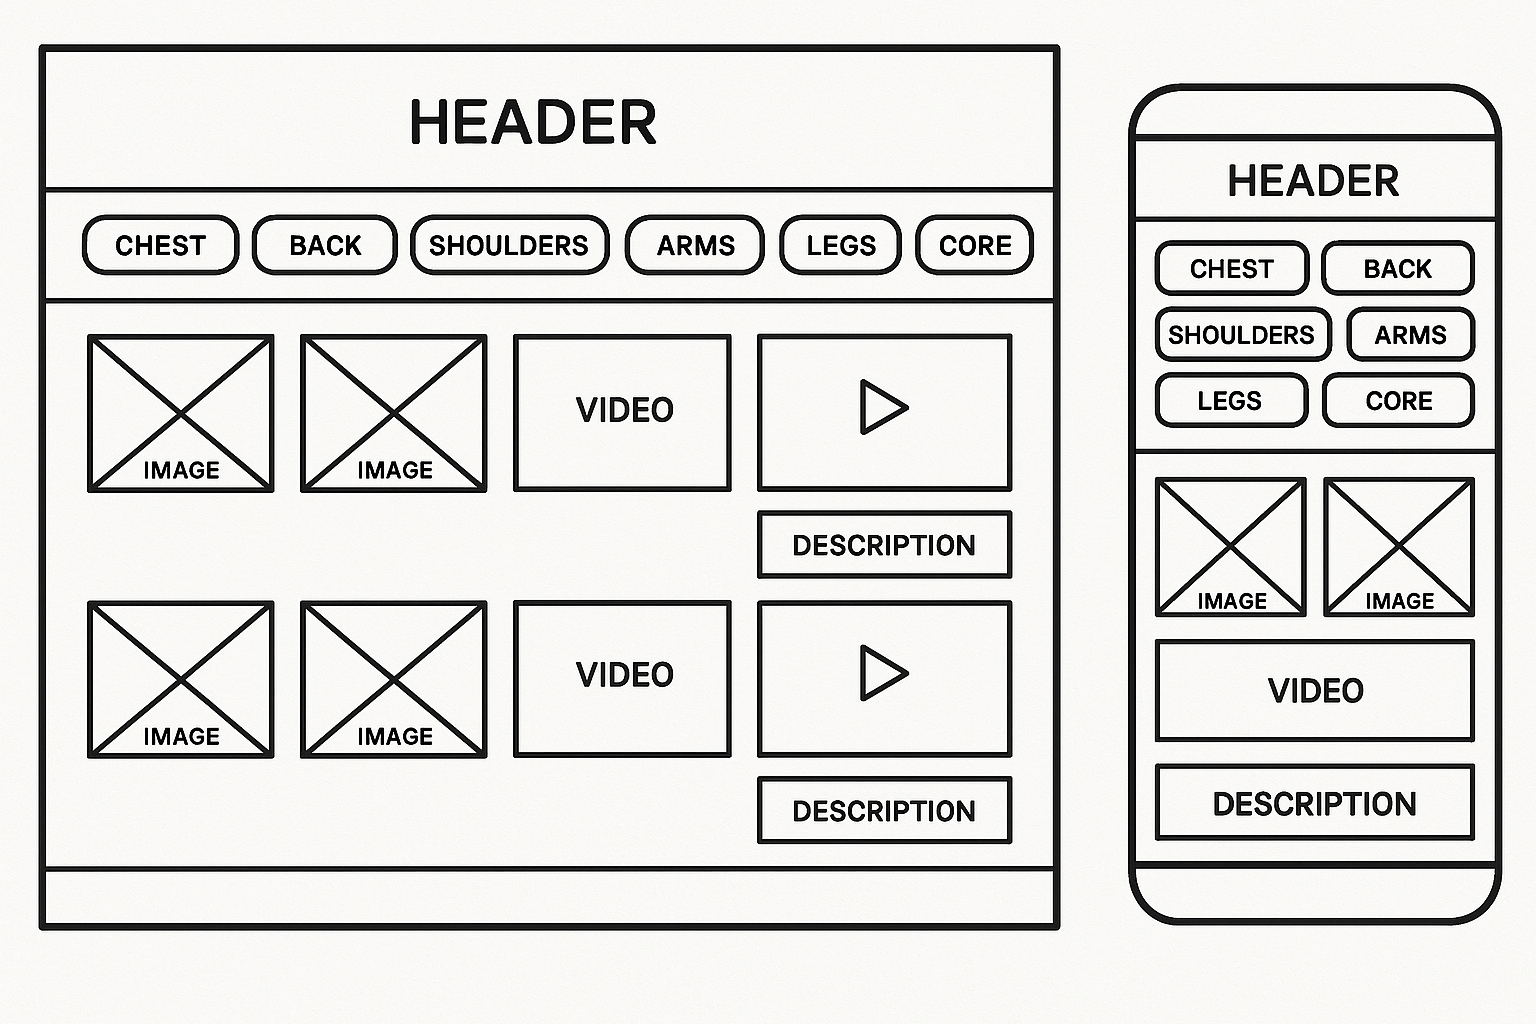 HEADER
CHEST BACK SHOULDERS ARMS LEGS CORE
IMAGE IMAGE VIDEO
DESCRIPTION
IMAGE IMAGE VIDEO
DESCRIPTION
HEADER
CHEST BACK
SHOULDERS ARMS
LEGS CORE
IMAGE IMAGE
VIDEO
DESCRIPTION